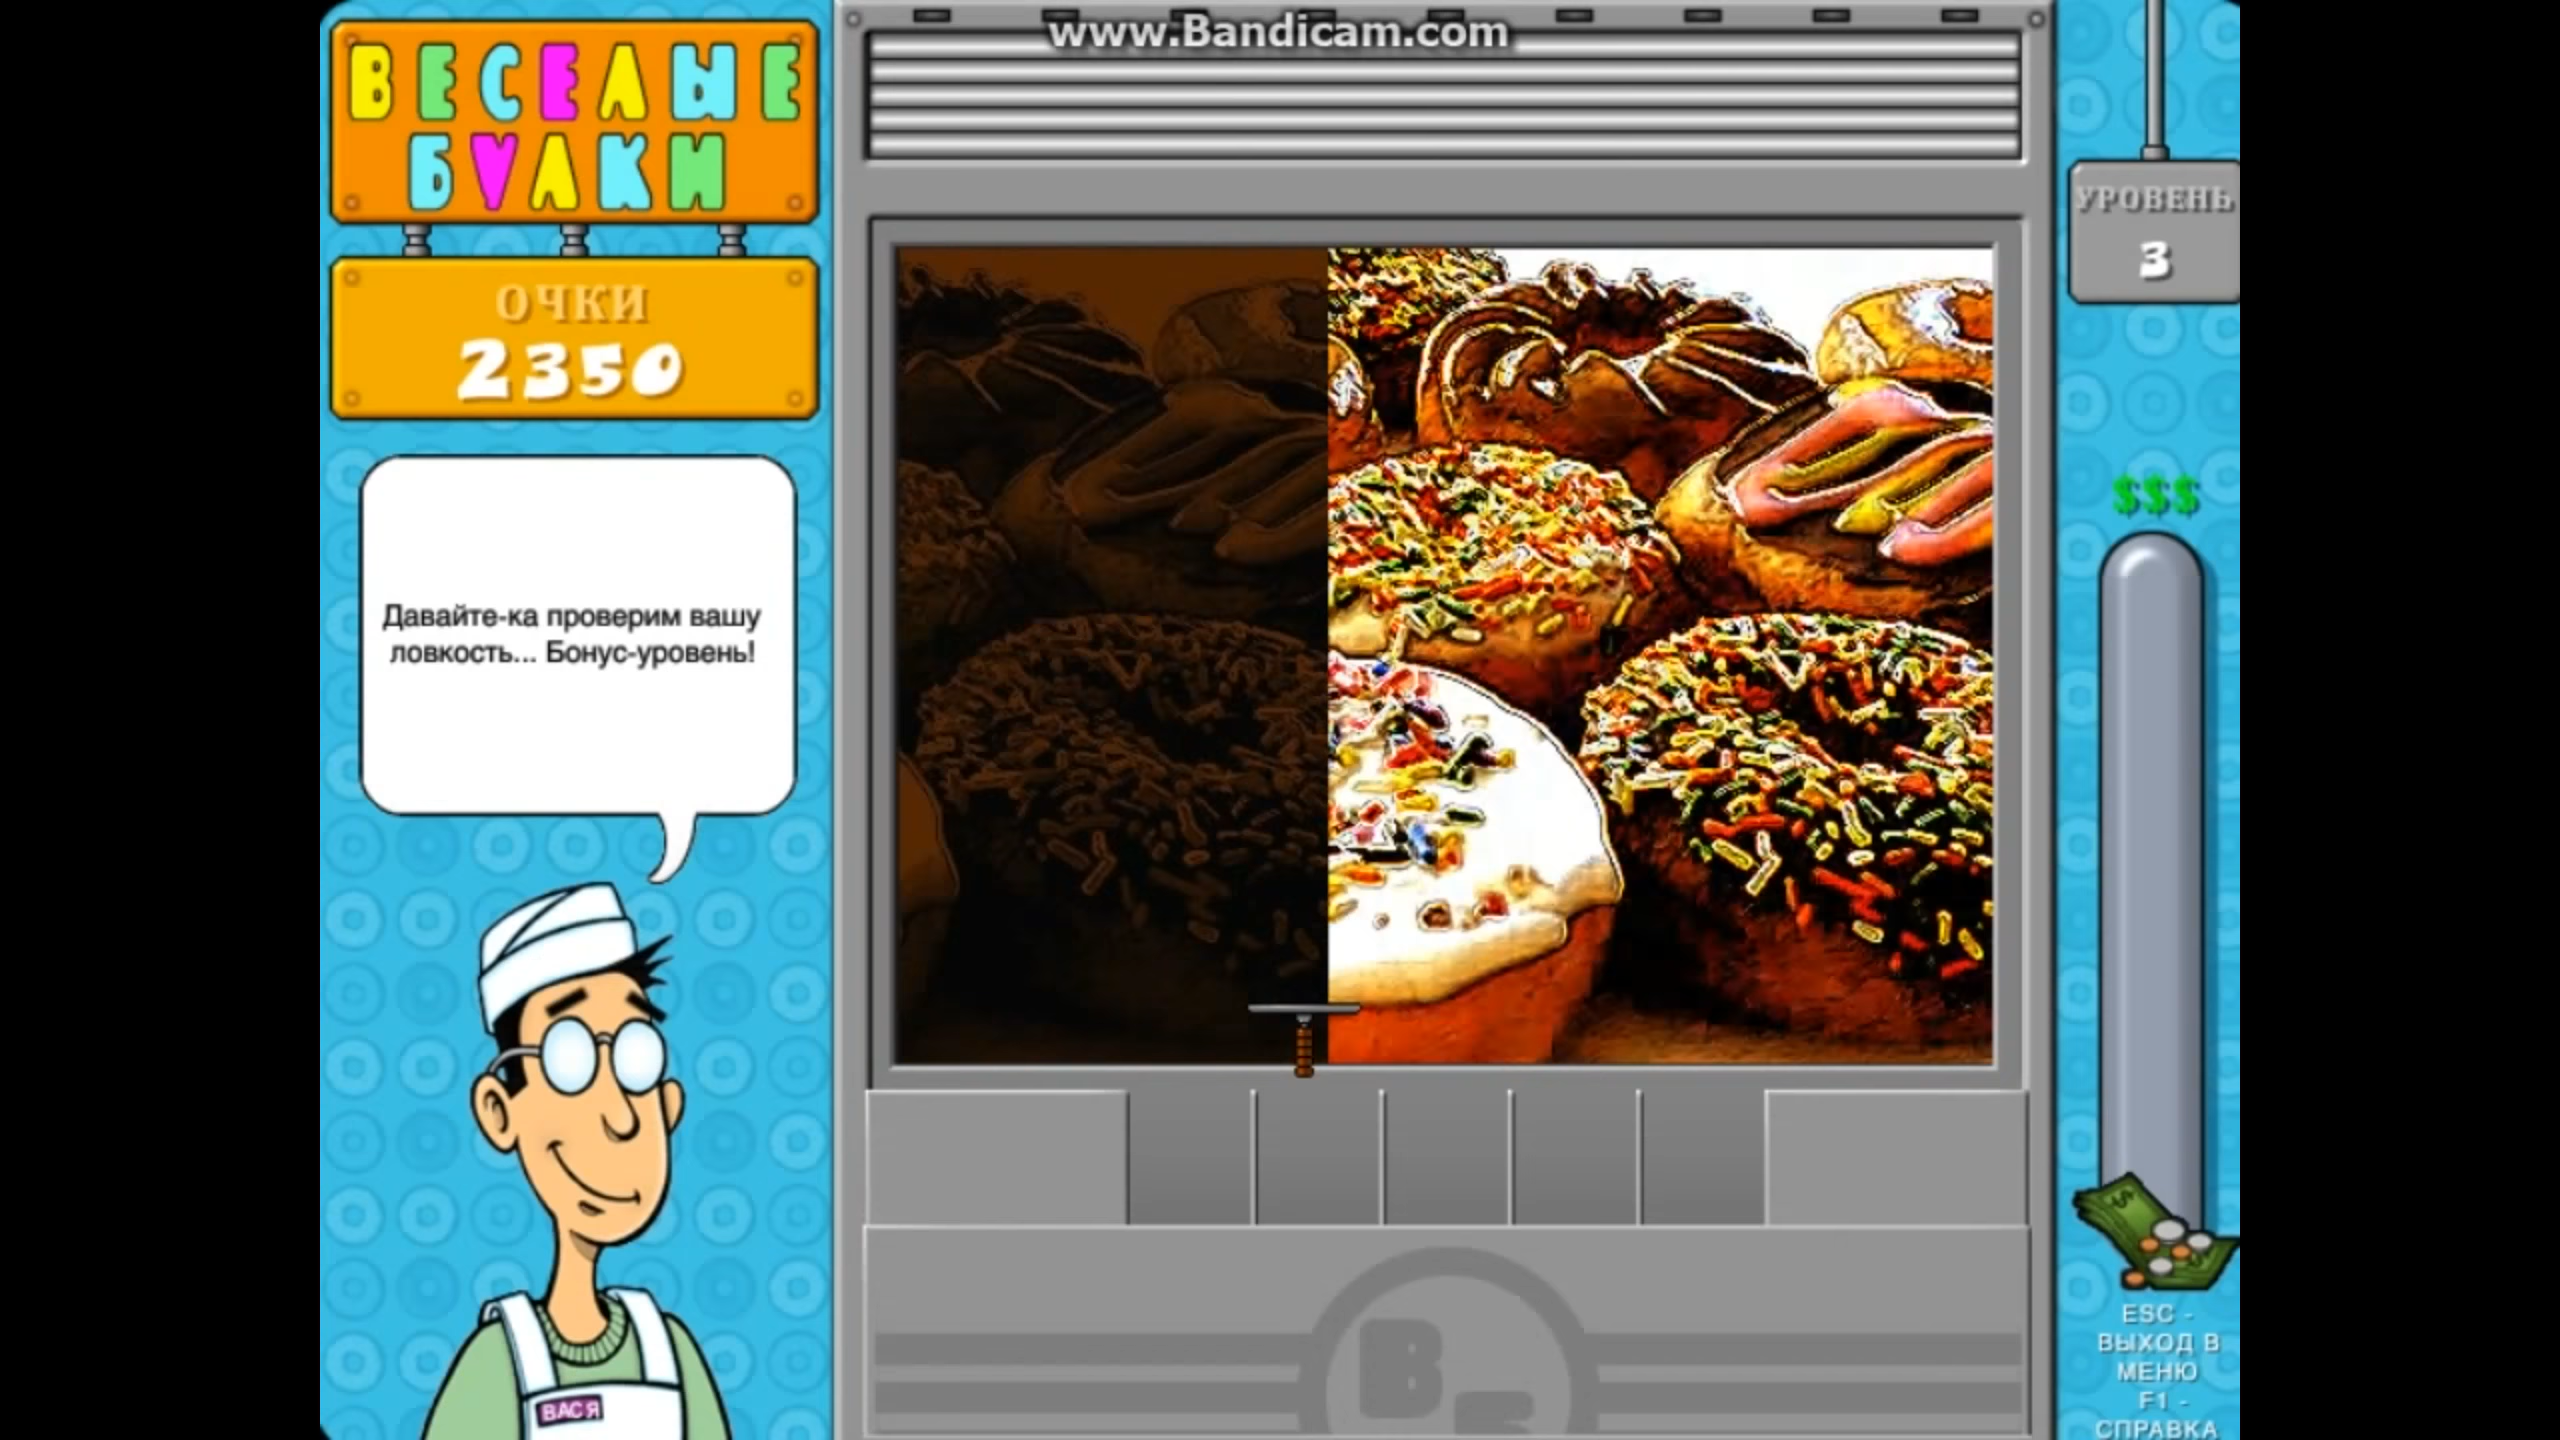 www.Bandicam.com
ВЕСЕЛЫЕ
БУЛКИ
ОЧКИ
2350
Давайте-ка проверим вашу
ловкость... Бонус-уровень!
ВАСЯ
УРОВЕНЬ
3
$$$
ESC -
ВЫХОД В
МЕНЮ
F1 -
СПРАВКА
В
Б